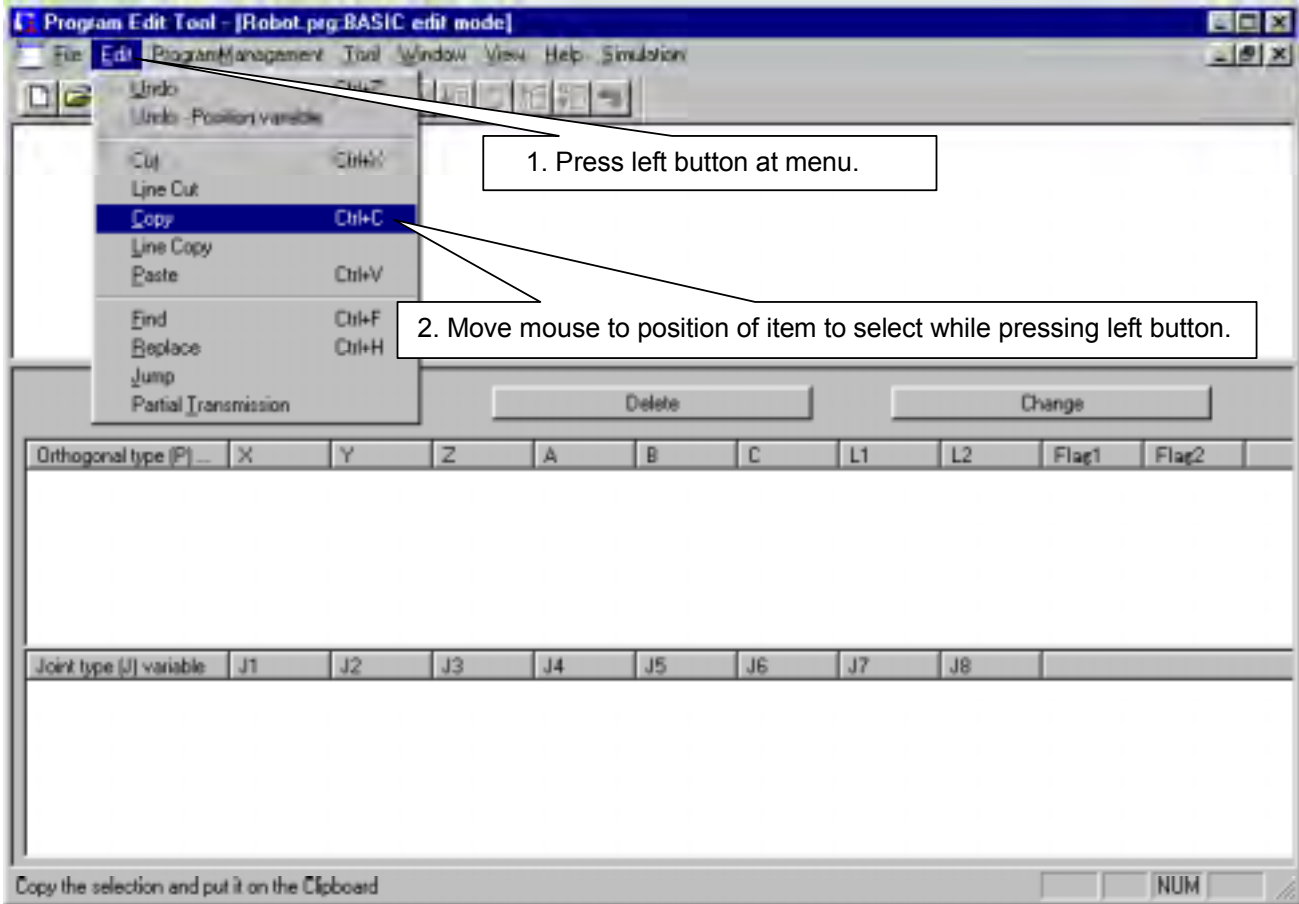 Program Edit Tool - [Robot.prg:BASIC edit mode]
File Edit ProgramManagement Tool Window View Help Simulation
Undo Ctrl+Z
Undo - Position variable
1. Press left button at menu.
Cut Ctrl+X
Line Cut
Copy Ctrl+C
Line Copy
Paste Ctrl+V
2. Move mouse to position of item to select while pressing left button.
Find Ctrl+F
Replace Ctrl+H
Jump
Partial Transmission
Delete Change
Orthogonal type (P) ... X Y Z A B C L1 L2 Flag1 Flag2
Joint type (J) variable J1 J2 J3 J4 J5 J6 J7 J8
Copy the selection and put it on the Clipboard NUM